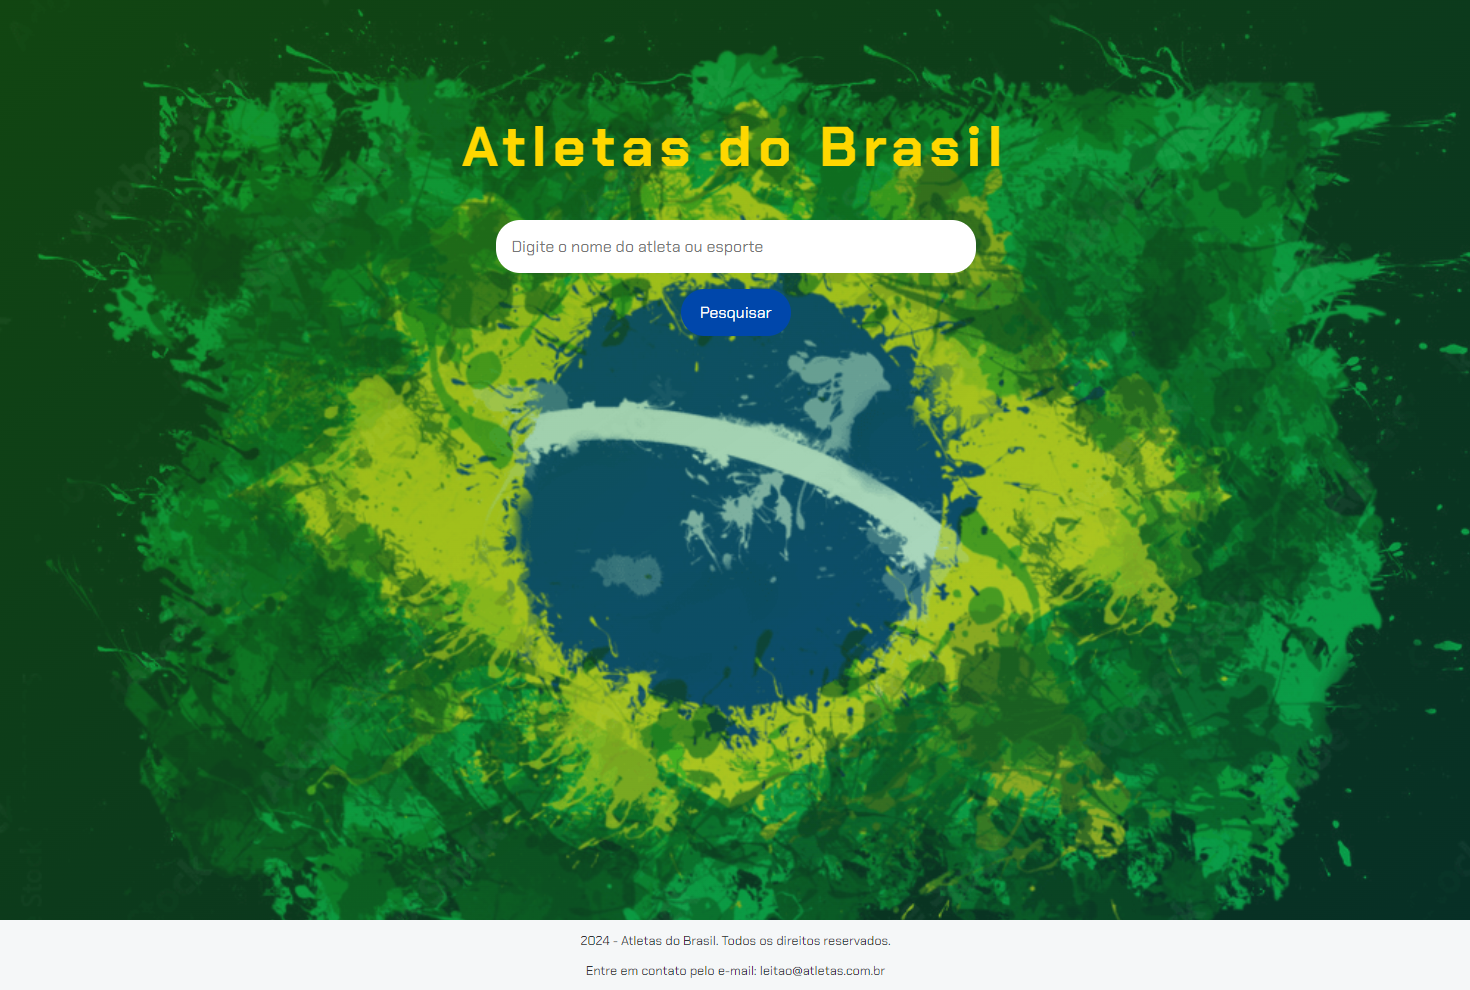 Atletas do Brasil
Digite o nome do atleta ou esporte
Pesquisar
2024 - Atletas do Brasil. Todos os direitos reservados.
Entre em contato pelo e-mail: leitao@atletas.com.br